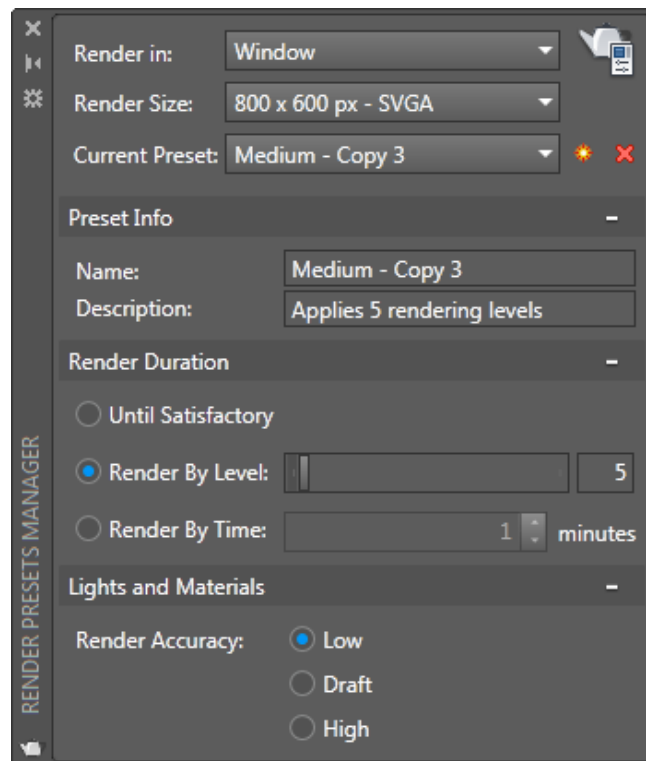 Render in: Window
Render Size: 800 x 600 px - SVGA
Current Preset: Medium - Copy 3
Preset Info
Name: Medium - Copy 3
Description: Applies 5 rendering levels
Render Duration
Until Satisfactory
Render By Level: 5
Render By Time: 1 minutes
Lights and Materials
Render Accuracy: Low
Draft
High
RENDER PRESETS MANAGER